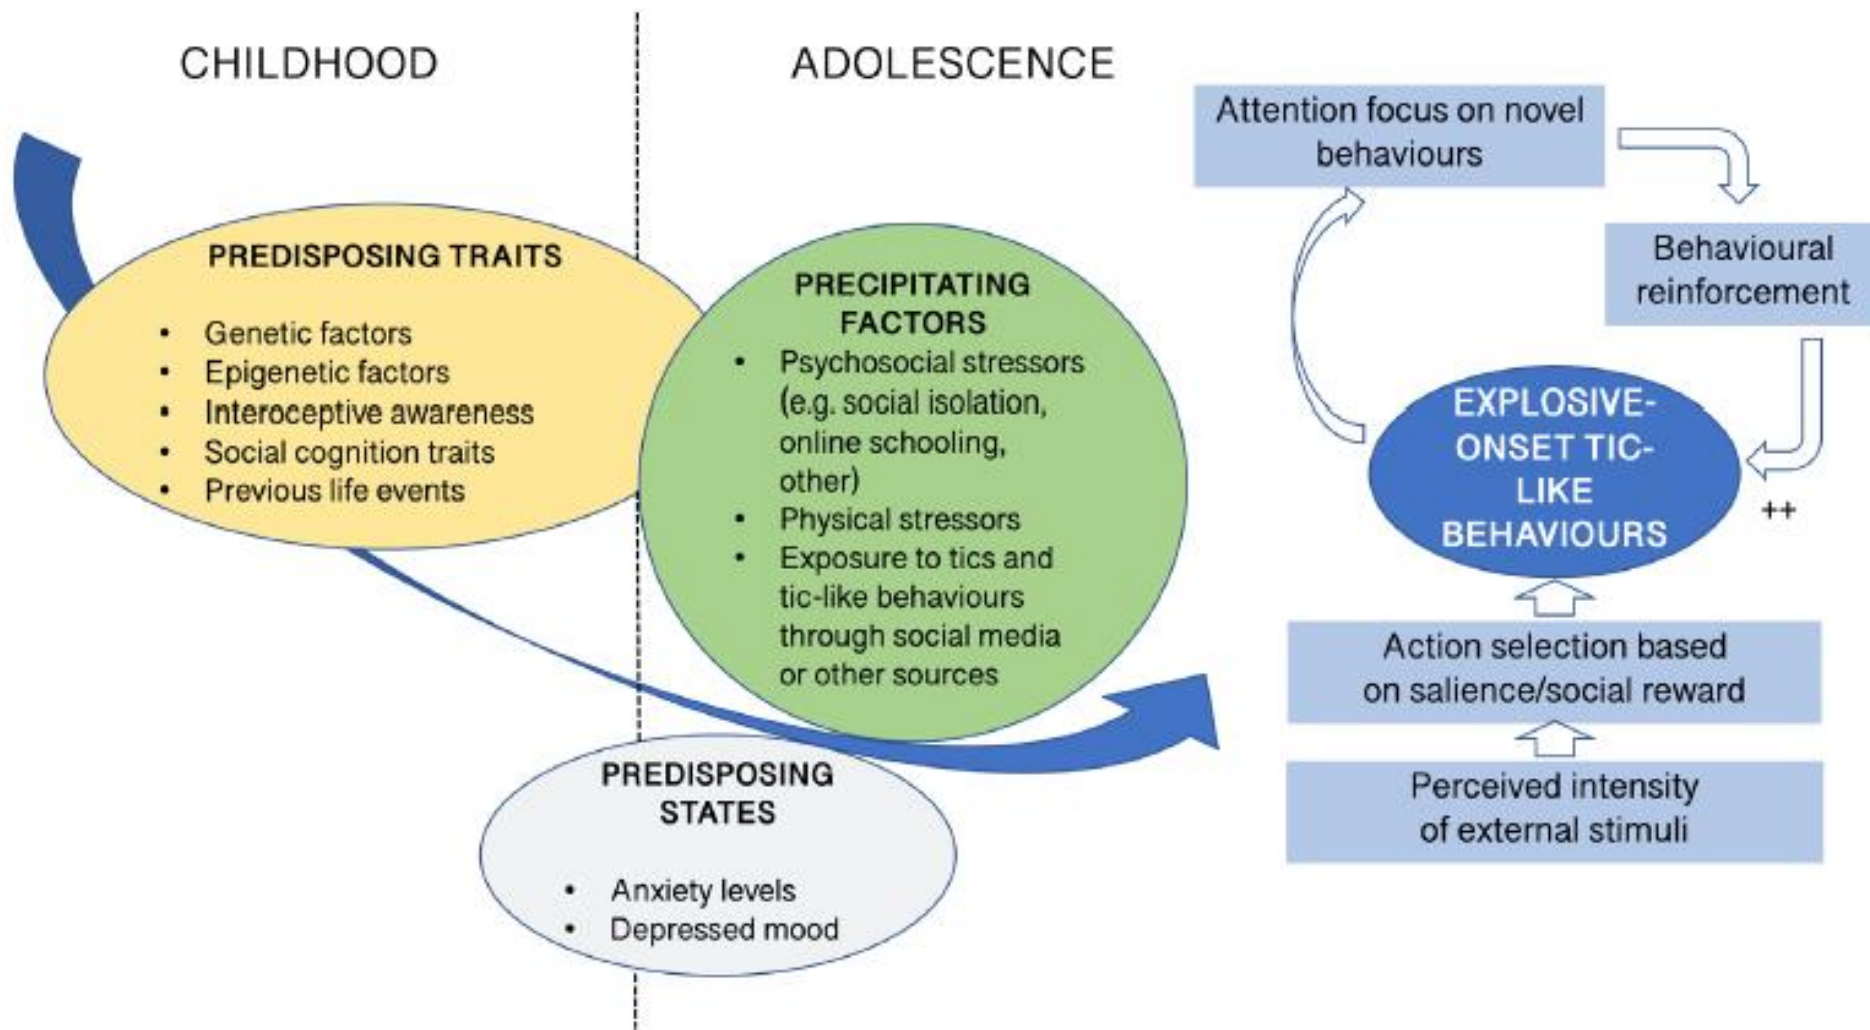 CHILDHOOD
ADOLESCENCE
PREDISPOSING TRAITS
• Genetic factors
• Epigenetic factors
• Interoceptive awareness
• Social cognition traits
• Previous life events
PRECIPITATING
FACTORS
• Psychosocial stressors
(e.g. social isolation,
online schooling,
other)
• Physical stressors
• Exposure to tics and
tic-like behaviours
through social media
or other sources
PREDISPOSING
STATES
• Anxiety levels
• Depressed mood
Attention focus on novel
behaviours
Behavioural
reinforcement
EXPLOSIVE-
ONSET TIC-
LIKE
BEHAVIOURS
++
Action selection based
on salience/social reward
Perceived intensity
of external stimuli